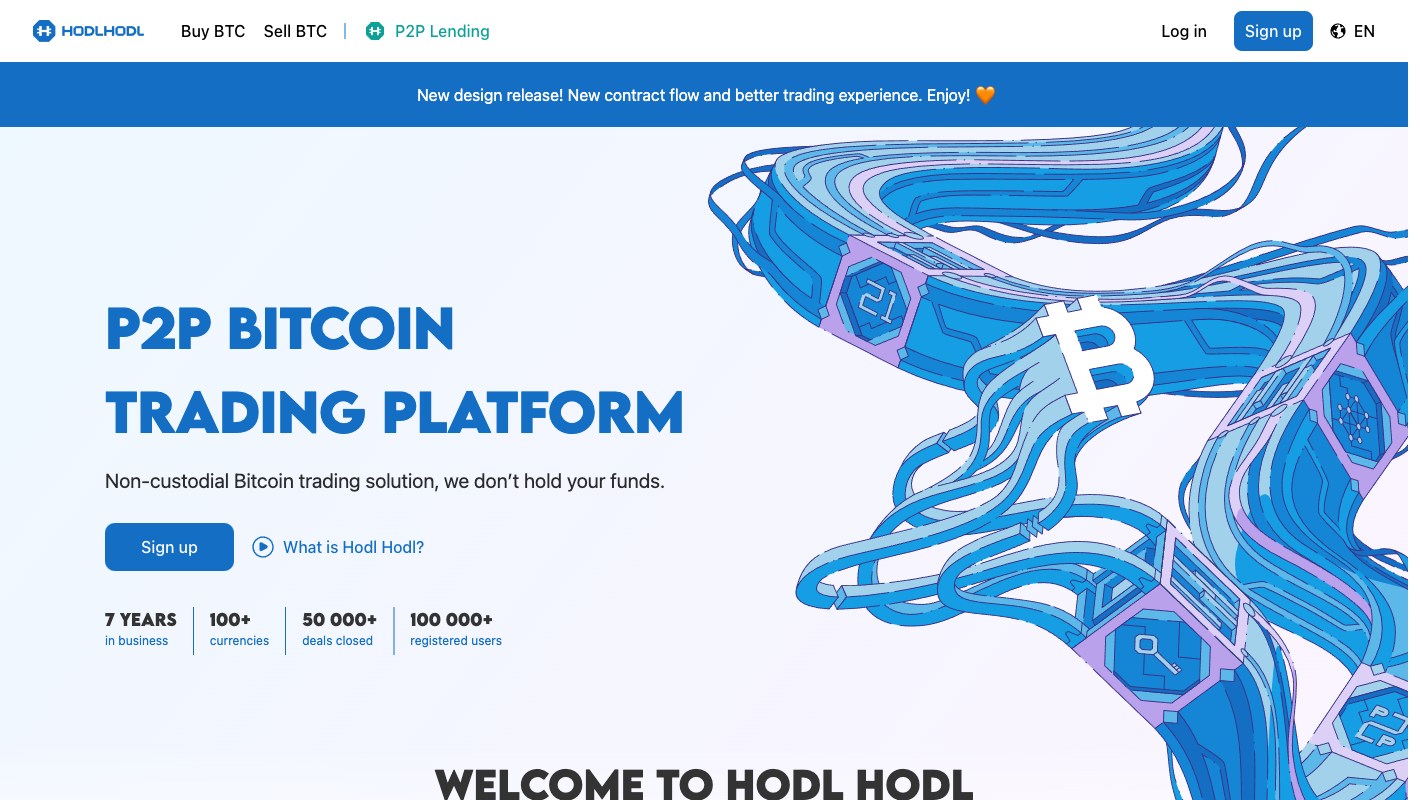 HODLHODL
Buy BTC
Sell BTC
P2P Lending
Log in
Sign up
EN
New design release! New contract flow and better trading experience. Enjoy! 🧡
21
P2P BITCOIN
TRADING PLATFORM
Non-custodial Bitcoin trading solution, we don’t hold your funds.
Sign up
What is Hodl Hodl?
7 YEARS
in business
100+
currencies
50 000+
deals closed
100 000+
registered users
P2P
WELCOME TO HODL HODL